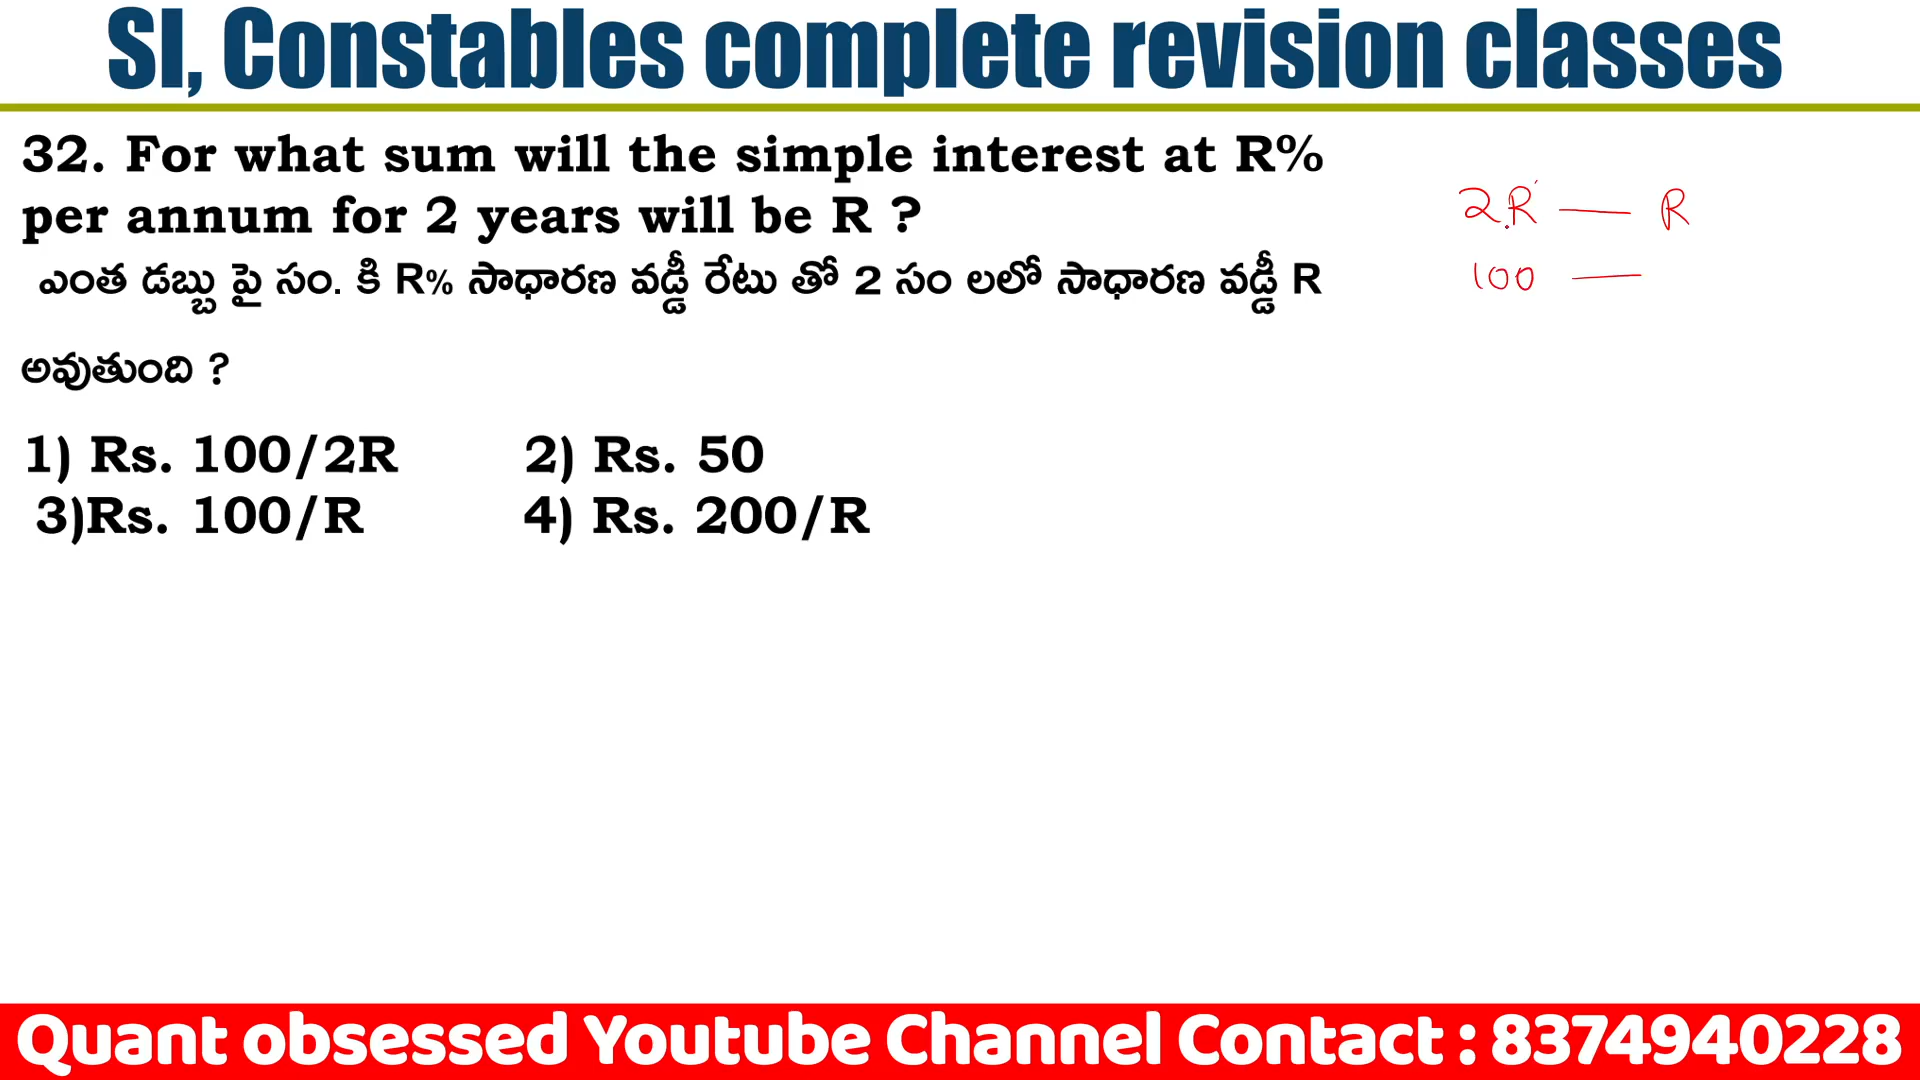 SI, Constables complete revision classes
32. For what sum will the simple interest at R%
per annum for 2 years will be R ?
ఎంత డబ్బు పై సం. కి R% సాధారణ వడ్డీ రేటు తో 2 సం లలో సాధారణ వడ్డీ R
అవుతుంది ?
1) Rs. 100/2R 2) Rs. 50
3)Rs. 100/R 4) Rs. 200/R
2R — R
100 —
Quant obsessed Youtube Channel Contact : 8374940228